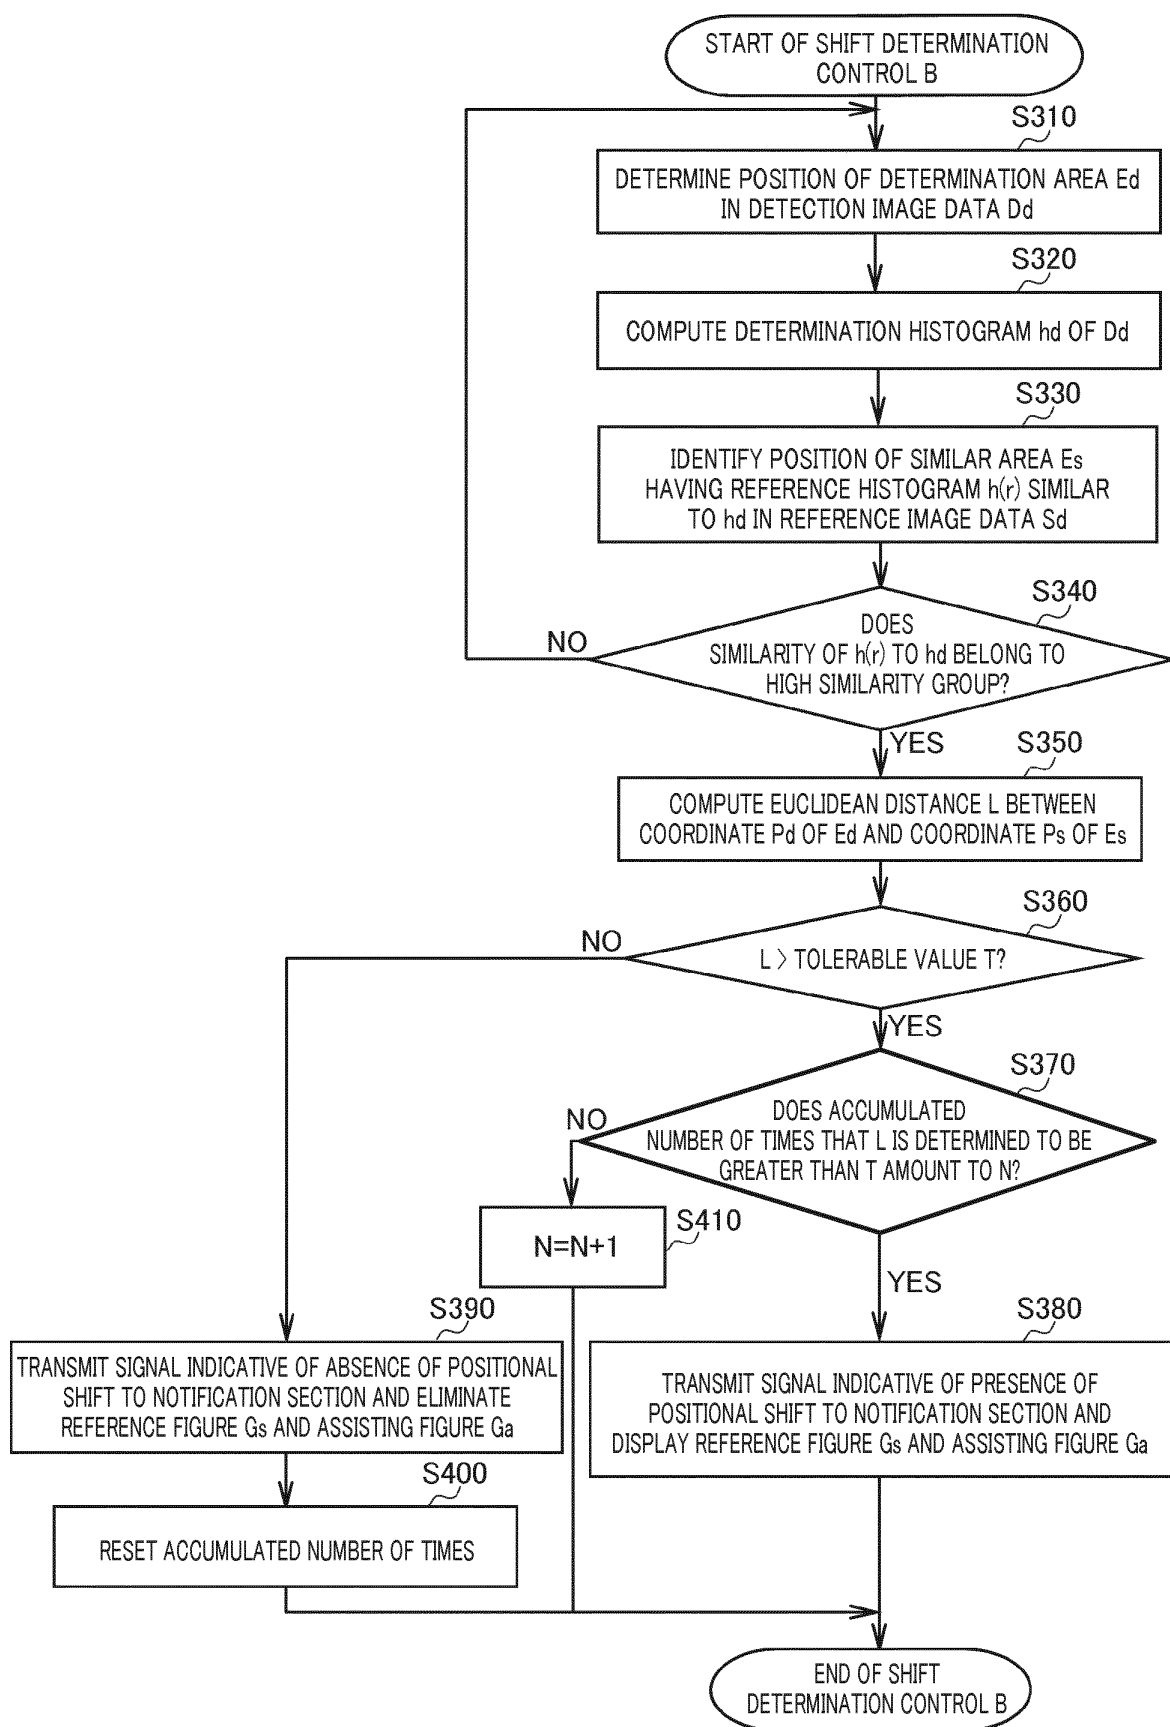 START OF SHIFT DETERMINATION
CONTROL B
S310
DETERMINE POSITION OF DETERMINATION AREA Ed
IN DETECTION IMAGE DATA Dd
S320
COMPUTE DETERMINATION HISTOGRAM hd OF Dd
S330
IDENTIFY POSITION OF SIMILAR AREA Es
HAVING REFERENCE HISTOGRAM h(r) SIMILAR
TO hd IN REFERENCE IMAGE DATA Sd
S340
NO
DOES
SIMILARITY OF h(r) TO hd BELONG TO
HIGH SIMILARITY GROUP?
YES
S350
COMPUTE EUCLIDEAN DISTANCE L BETWEEN
COORDINATE Pd OF Ed AND COORDINATE Ps OF Es
S360
NO
L > TOLERABLE VALUE T?
YES
S370
NO
DOES ACCUMULATED
NUMBER OF TIMES THAT L IS DETERMINED TO BE
GREATER THAN T AMOUNT TO N?
S410
N=N+1
YES
S390
TRANSMIT SIGNAL INDICATIVE OF ABSENCE OF POSITIONAL
SHIFT TO NOTIFICATION SECTION AND ELIMINATE
REFERENCE FIGURE Gs AND ASSISTING FIGURE Ga
S380
TRANSMIT SIGNAL INDICATIVE OF PRESENCE OF
POSITIONAL SHIFT TO NOTIFICATION SECTION AND
DISPLAY REFERENCE FIGURE Gs AND ASSISTING FIGURE Ga
S400
RESET ACCUMULATED NUMBER OF TIMES
END OF SHIFT
DETERMINATION CONTROL B